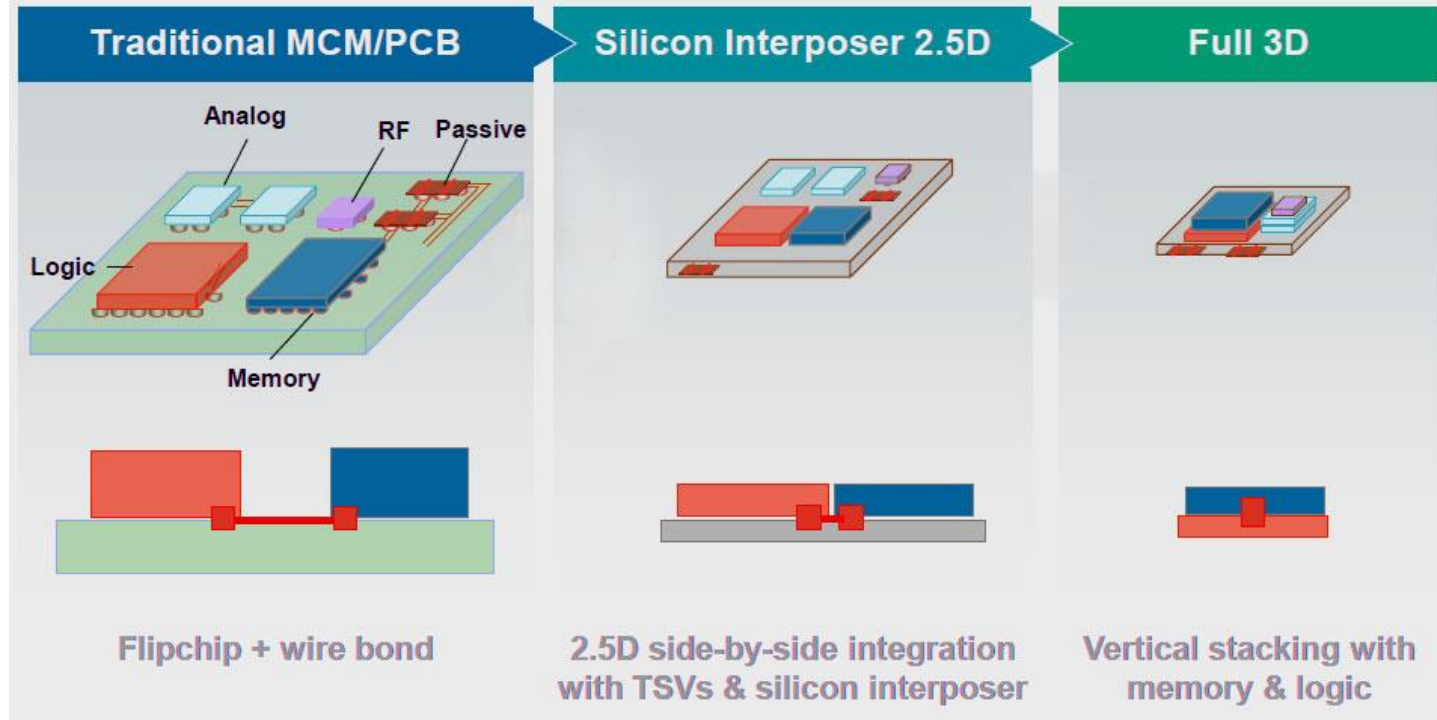 Traditional MCM/PCB
Silicon Interposer 2.5D
Full 3D
Analog
RF
Passive
Logic
Memory
Flipchip + wire bond
2.5D side-by-side integration
with TSVs & silicon interposer
Vertical stacking with
memory & logic